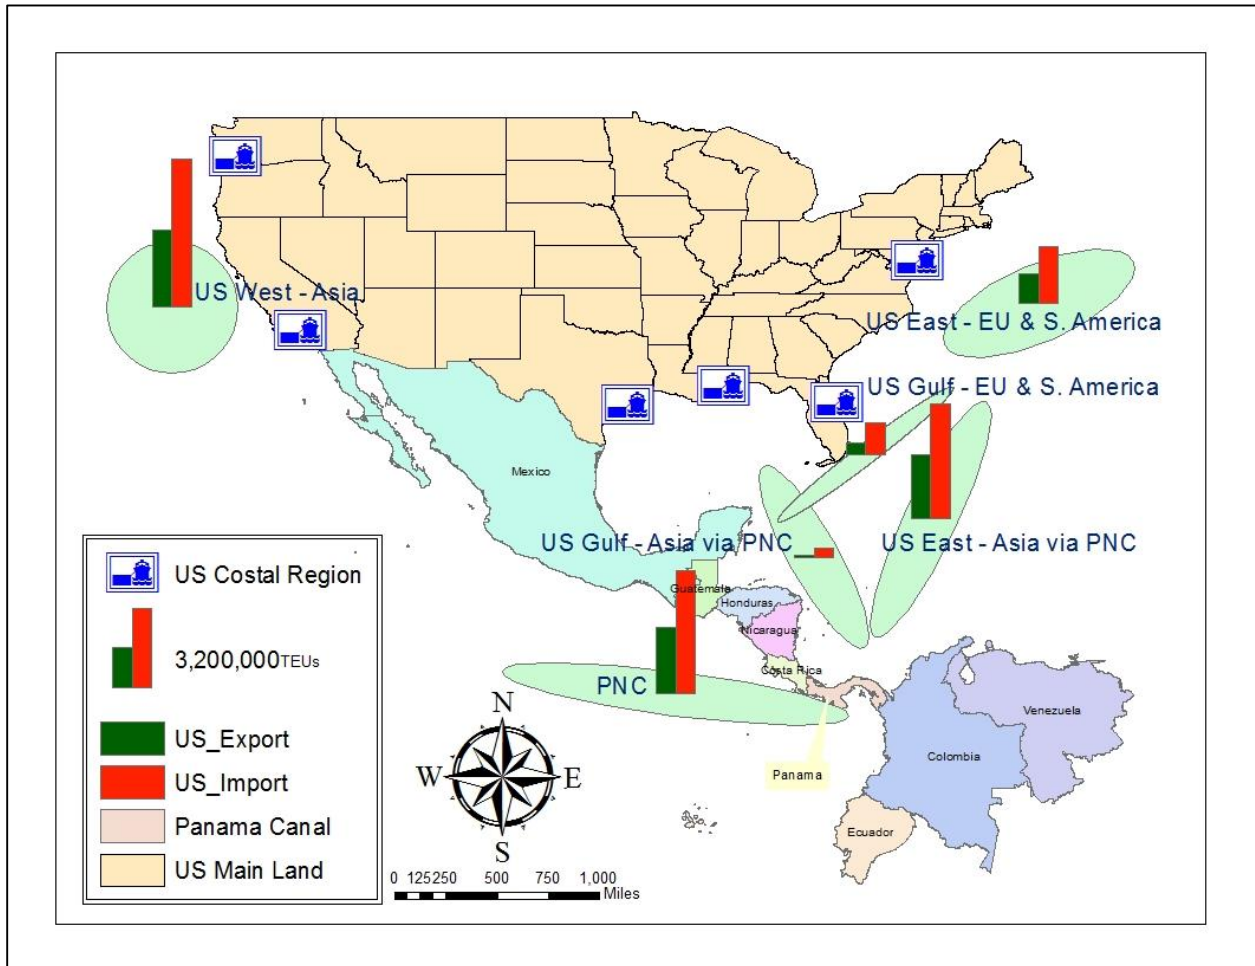 US West - Asia
US East - EU & S. America
US Gulf - EU & S. America
Mexico
US Gulf - Asia via PNC
US East - Asia via PNC
Guatemala
Honduras
Nicaragua
Costa Rica
PNC
Venezuela
Colombia
Panama
Ecuador
US Costal Region
3,200,000TEUs
US_Export
US_Import
Panama Canal
US Main Land
N
W E
S
0 125250 500 750 1,000
Miles